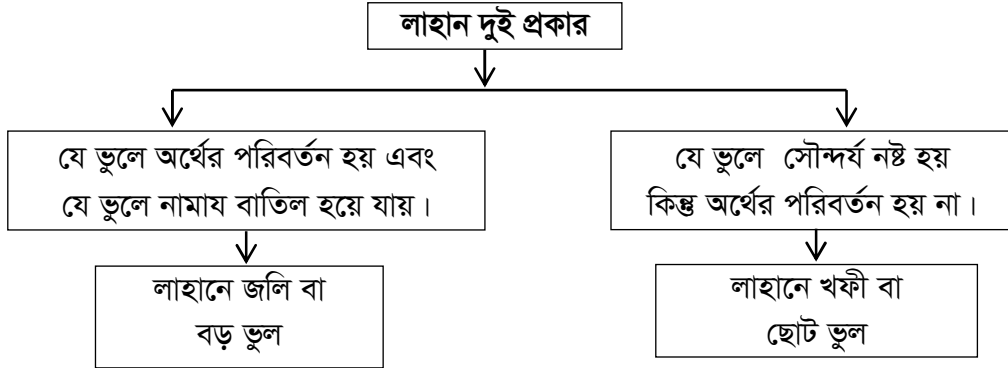 লাহান দুই প্রকার
যে ভুলে অর্থের পরিবর্তন হয় এবং
যে ভুলে নামায বাতিল হয়ে যায়।
যে ভুলে সৌন্দর্য নষ্ট হয়
কিন্তু অর্থের পরিবর্তন হয় না।
লাহানে জলি বা
বড় ভুল
লাহানে খফী বা
ছোট ভুল